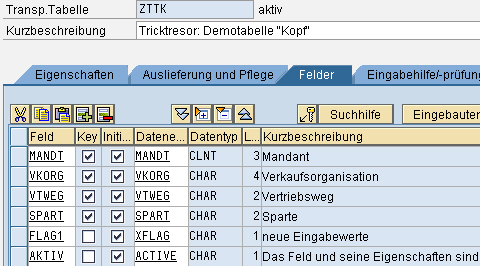 Transp.Tabelle ZTTK aktiv
Kurzbeschreibung Tricktresor: Demotabelle "Kopf"
Eigenschaften Auslieferung und Pflege Felder Eingabehilfe/-prüfung
Suchhilfe Eingebauter
Feld Key Initi... Datene... Datentyp L... Kurzbeschreibung
MANDT MANDT CLNT 3 Mandant
VKORG VKORG CHAR 4 Verkaufsorganisation
VTWEG VTWEG CHAR 2 Vertriebsweg
SPART SPART CHAR 2 Sparte
FLAG1 XFLAG CHAR 1 neue Eingabewerte
AKTIV ACTIVE CHAR 1 Das Feld und seine Eigenschaften sind